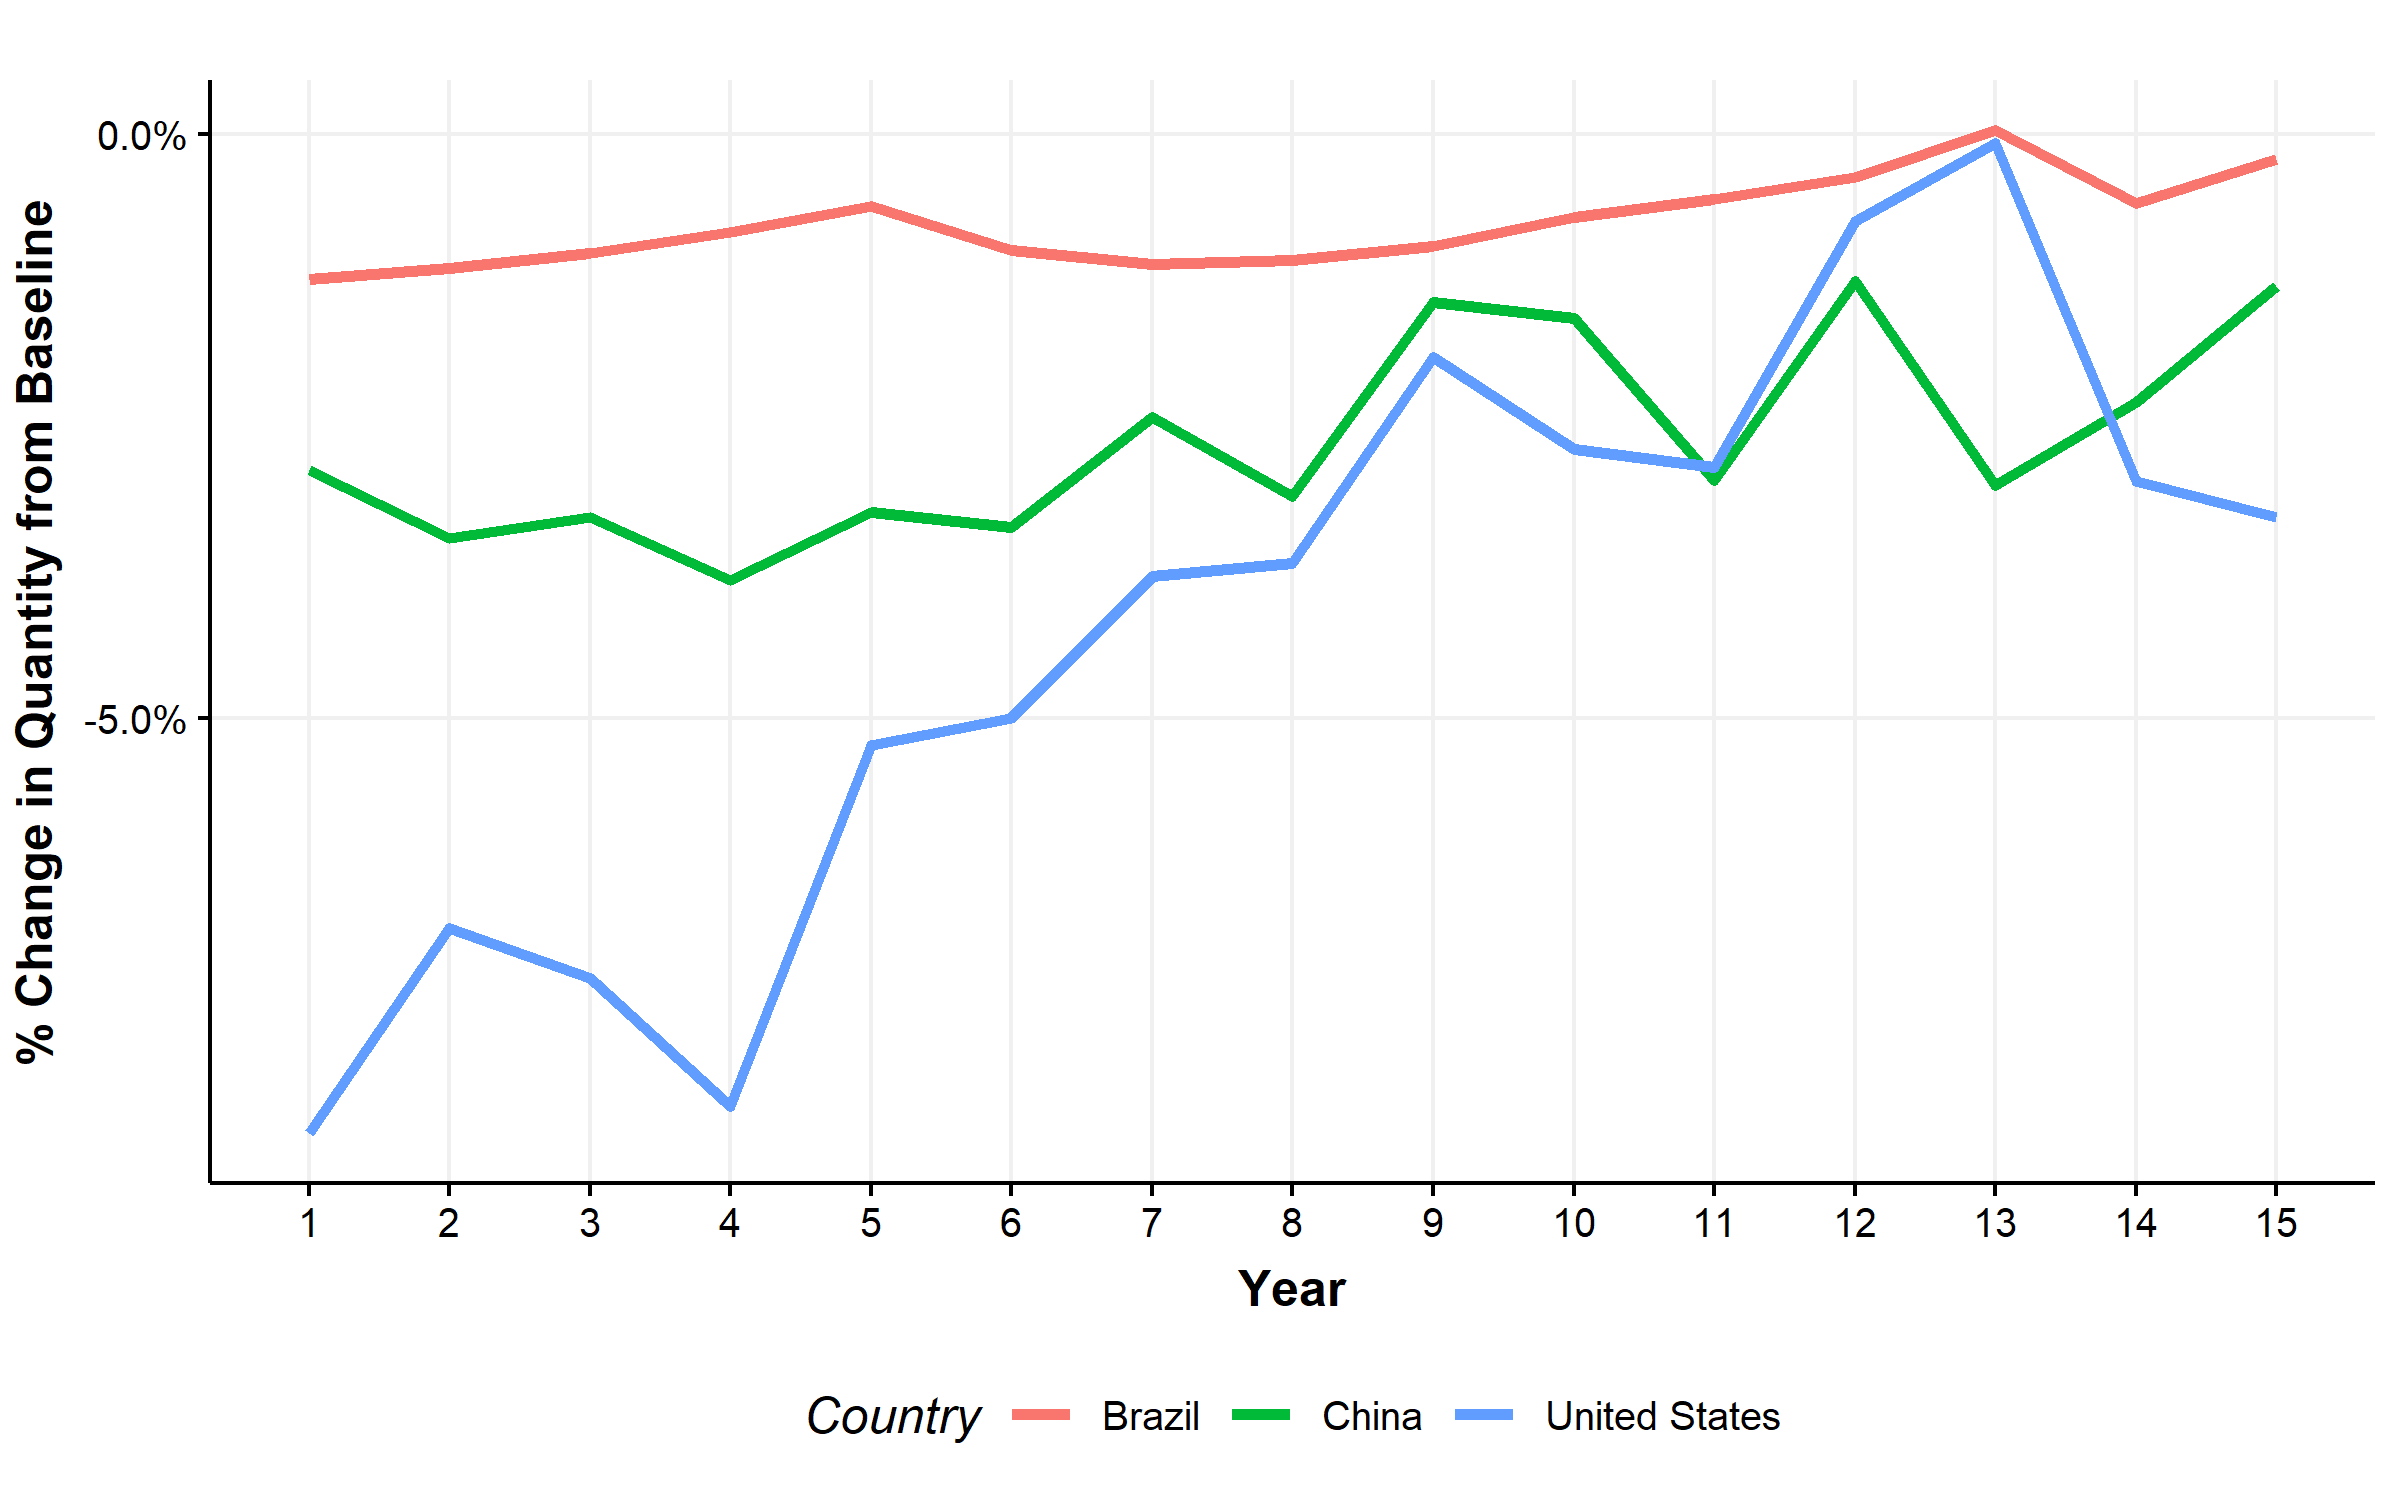 % Change in Quantity from Baseline
0.0%
-5.0%
1 2 3 4 5 6 7 8 9 10 11 12 13 14 15
Year
Country Brazil China United States